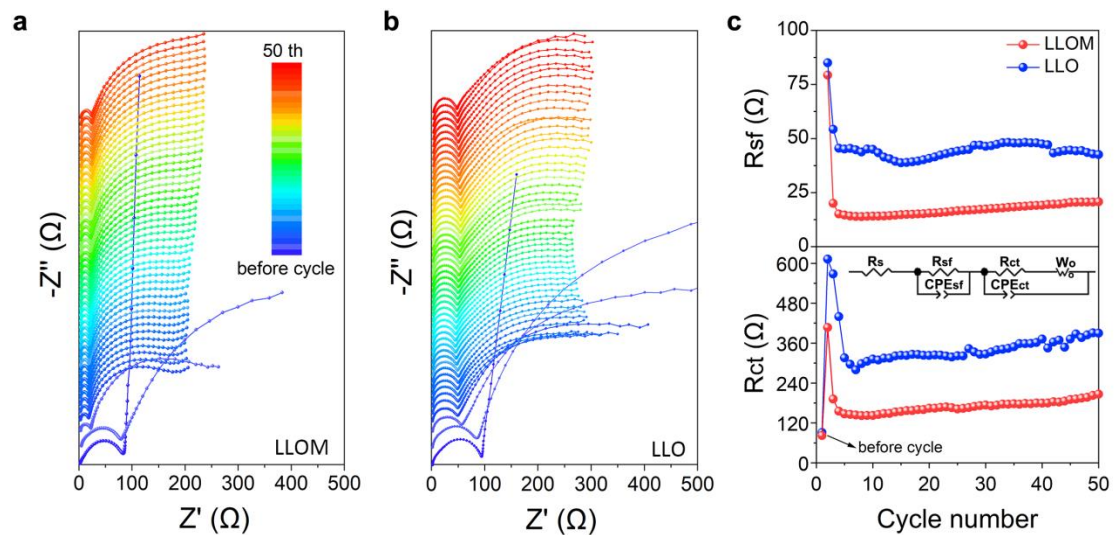 a
50 th
before cycle
LLOM
-Z'' (Ω)
0 100 200 300 400 500
Z' (Ω)
b
LLO
-Z'' (Ω)
0 100 200 300 400 500
Z' (Ω)
c
100
75
50
25
0
Rsf (Ω)
LLOM
LLO
600
480
360
240
120
0
Rct (Ω)
Rs Rsf Rct Wo
CPEsf CPEct
before cycle
0 10 20 30 40 50
Cycle number